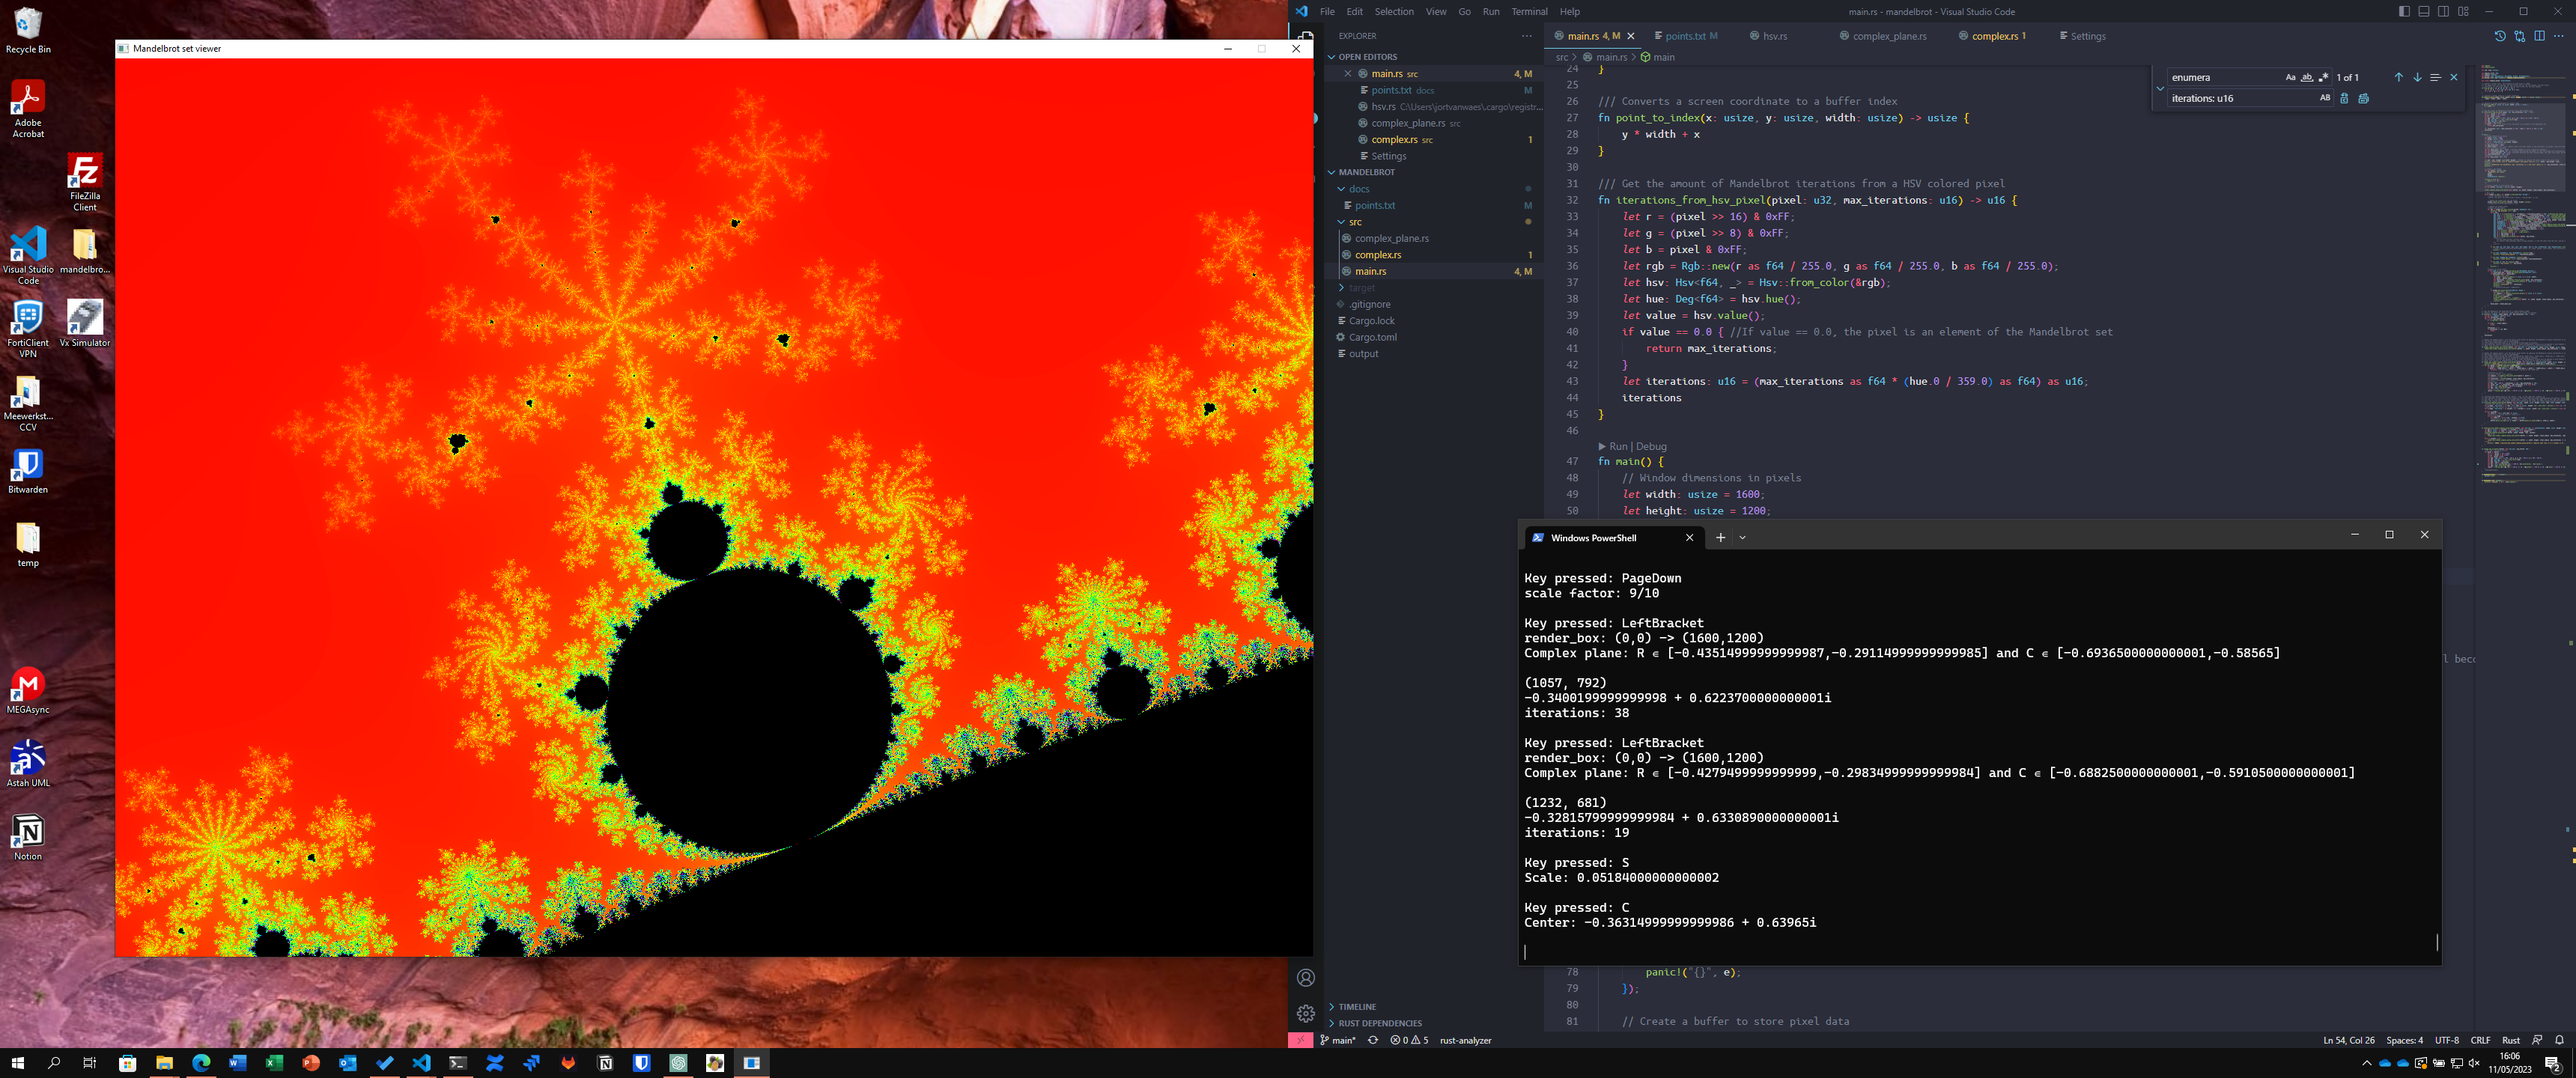 Recycle Bin
Adobe
Acrobat
FileZilla
Client
Visual Studio
Code
mandelbro...
FortiClient
VPN
Vx Simulator
Meewerkst...
CCV
Bitwarden
temp
MEGAsync
Astah UML
Notion
Mandelbrot set viewer
File Edit Selection View Go Run Terminal Help
main.rs - mandelbrot - Visual Studio Code
EXPLORER
OPEN EDITORS
main.rs src 4, M
points.txt docs M
hsv.rs C:\Users\jortvanwaes\.cargo\registr...
complex_plane.rs src
complex.rs src 1
Settings
MANDELBROT
docs
points.txt M
src
complex_plane.rs
complex.rs 1
main.rs 4, M
target
.gitignore
Cargo.lock
Cargo.toml
output
TIMELINE
RUST DEPENDENCIES
main.rs 4, M points.txt M hsv.rs complex_plane.rs complex.rs 1 Settings
src > main.rs > main
enumera Aa ab 1 of 1
iterations: u16 AB
24 }
25
26 /// Converts a screen coordinate to a buffer index
27 fn point_to_index(x: usize, y: usize, width: usize) -> usize {
28 y * width + x
29 }
30
31 /// Get the amount of Mandelbrot iterations from a HSV colored pixel
32 fn iterations_from_hsv_pixel(pixel: u32, max_iterations: u16) -> u16 {
33 let r = (pixel >> 16) & 0xFF;
34 let g = (pixel >> 8) & 0xFF;
35 let b = pixel & 0xFF;
36 let rgb = Rgb::new(r as f64 / 255.0, g as f64 / 255.0, b as f64 / 255.0);
37 let hsv: Hsv<f64, _> = Hsv::from_color(&rgb);
38 let hue: Deg<f64> = hsv.hue();
39 let value = hsv.value();
40 if value == 0.0 { //If value == 0.0, the pixel is an element of the Mandelbrot set
41 return max_iterations;
42 }
43 let iterations: u16 = (max_iterations as f64 * (hue.0 / 359.0) as f64) as u16;
44 iterations
45 }
46
Run | Debug
47 fn main() {
48 // Window dimensions in pixels
49 let width: usize = 1600;
50 let height: usize = 1200;
l beco
Windows PowerShell
Key pressed: PageDown
scale factor: 9/10
Key pressed: LeftBracket
render_box: (0,0) -> (1600,1200)
Complex plane: R ∈ [-0.43514999999999987,-0.29114999999999985] and C ∈ [-0.6936500000000001,-0.58565]
(1057, 792)
-0.3400199999999998 + 0.6223700000000001i
iterations: 38
Key pressed: LeftBracket
render_box: (0,0) -> (1600,1200)
Complex plane: R ∈ [-0.4279499999999999,-0.29834999999999984] and C ∈ [-0.6882500000000001,-0.5910500000000001]
(1232, 681)
-0.32815799999999984 + 0.6330890000000001i
iterations: 19
Key pressed: S
Scale: 0.05184000000000002
Key pressed: C
Center: -0.36314999999999986 + 0.63965i
78 panic!("{}", e);
79 });
80
81 // Create a buffer to store pixel data
main* 0 5 rust-analyzer
Ln 54, Col 26 Spaces: 4 UTF-8 CRLF Rust
16:06
11/05/2023
2